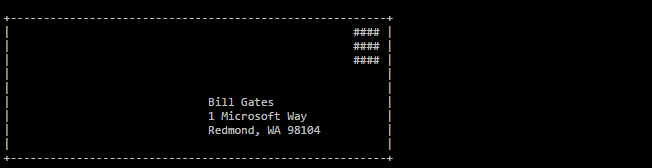 +---------------------------------------------------------+
|                                                    #### |
|                                                    #### |
|                                                    #### |
|                                                         |
|                                                         |
|                              Bill Gates                 |
|                              1 Microsoft Way            |
|                              Redmond, WA 98104          |
|                                                         |
+---------------------------------------------------------+